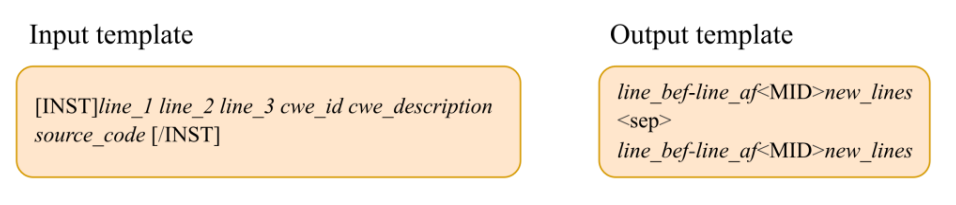 Input template
[INST]line_1 line_2 line_3 cwe_id cwe_description
source_code [/INST]
Output template
line_bef-line_af<MID>new_lines
<sep>
line_bef-line_af<MID>new_lines